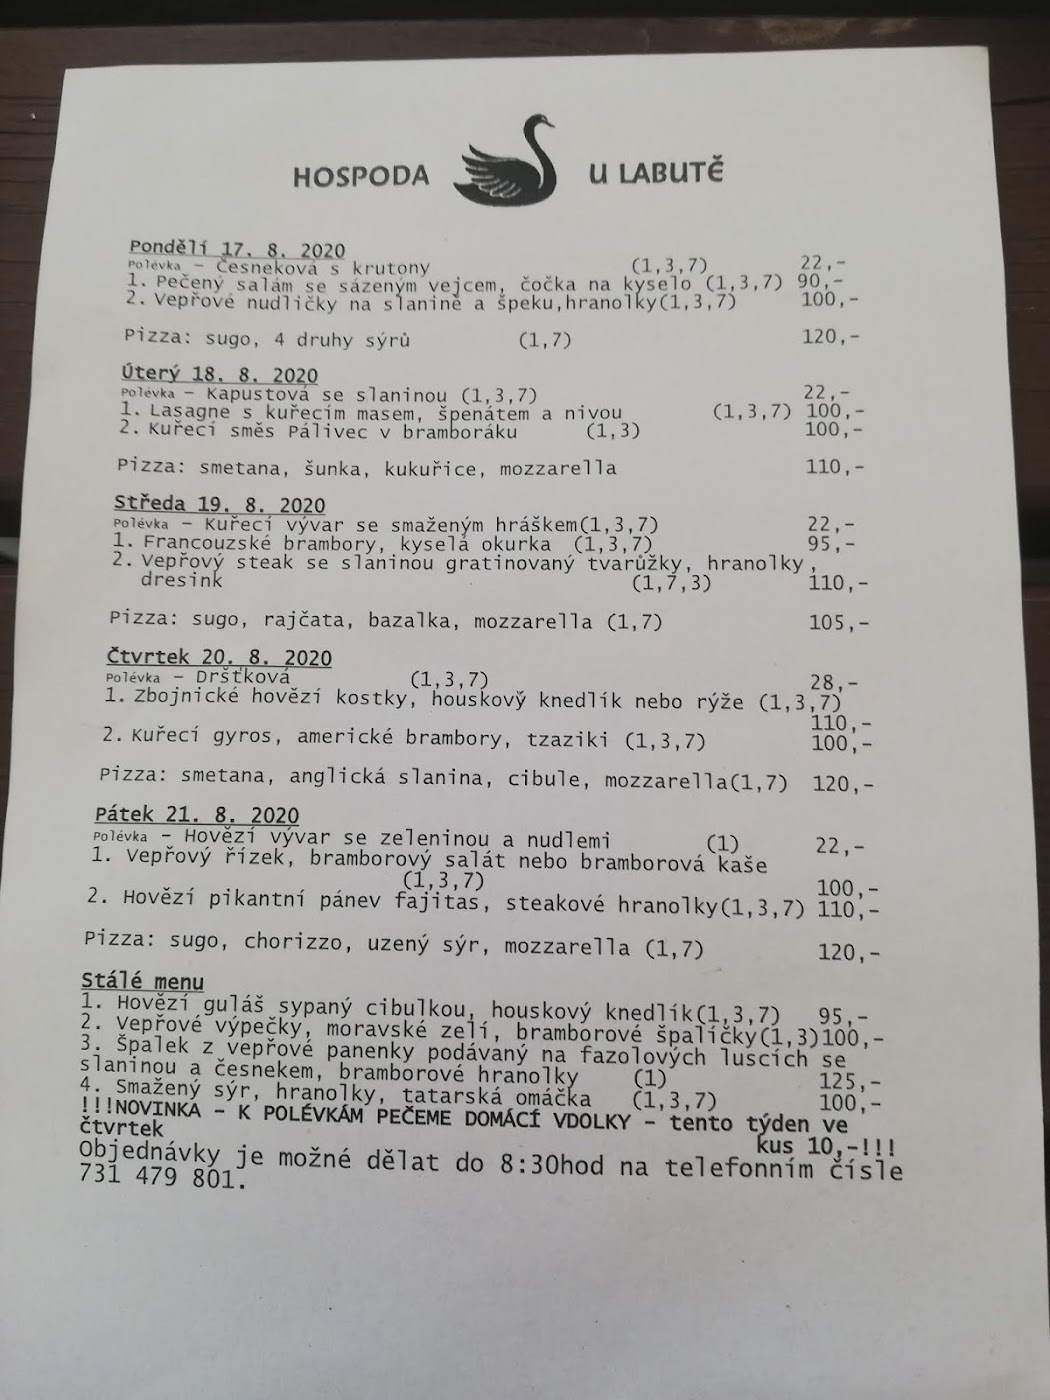 HOSPODA U LABUTĚ
Pondělí 17. 8. 2020
Polévka – Česneková s krutony (1,3,7) 22,-
1. Pečený salám se sázeným vejcem, čočka na kyselo (1,3,7) 90,-
2. Vepřové nudličky na slanině a špeku,hranolky(1,3,7) 100,-
Pizza: sugo, 4 druhy sýrů (1,7) 120,-
Úterý 18. 8. 2020
Polévka – Kapustová se slaninou (1,3,7) 22,-
1. Lasagne s kuřecím masem, špenátem a nivou (1,3,7) 100,-
2. Kuřecí směs Pálivec v bramboráku (1,3) 100,-
Pizza: smetana, šunka, kukuřice, mozzarella 110,-
Středa 19. 8. 2020
Polévka – Kuřecí vývar se smaženým hráškem(1,3,7) 22,-
1. Francouzské brambory, kyselá okurka (1,3,7) 95,-
2. Vepřový steak se slaninou gratinovaný tvarůžky, hranolky,
dresink (1,7,3) 110,-
Pizza: sugo, rajčata, bazalka, mozzarella (1,7) 105,-
Čtvrtek 20. 8. 2020
Polévka – Dršťková (1,3,7) 28,-
1. Zbojnické hovězí kostky, houskový knedlík nebo rýže (1,3,7)
110,-
2. Kuřecí gyros, americké brambory, tzaziki (1,3,7) 100,-
Pizza: smetana, anglická slanina, cibule, mozzarella(1,7) 120,-
Pátek 21. 8. 2020
Polévka – Hovězí vývar se zeleninou a nudlemi (1) 22,-
1. Vepřový řízek, bramborový salát nebo bramborová kaše
(1,3,7) 100,-
2. Hovězí pikantní pánev fajitas, steakové hranolky(1,3,7) 110,-
Pizza: sugo, chorizzo, uzený sýr, mozzarella (1,7) 120,-
Stálé menu
1. Hovězí guláš sypaný cibulkou, houskový knedlík(1,3,7) 95,-
2. Vepřové výpečky, moravské zelí, bramborové špalíčky(1,3)100,-
3. Špalek z vepřové panenky podávaný na fazolových luscích se
slaninou a česnekem, bramborové hranolky (1) 125,-
4. Smažený sýr, hranolky, tatarská omáčka (1,3,7) 100,-
!!!NOVINKA – K POLÉVKÁM PEČEME DOMÁCÍ VDOLKY – tento týden ve
čtvrtek kus 10,-!!!
Objednávky je možné dělat do 8:30hod na telefonním čísle
731 479 801.